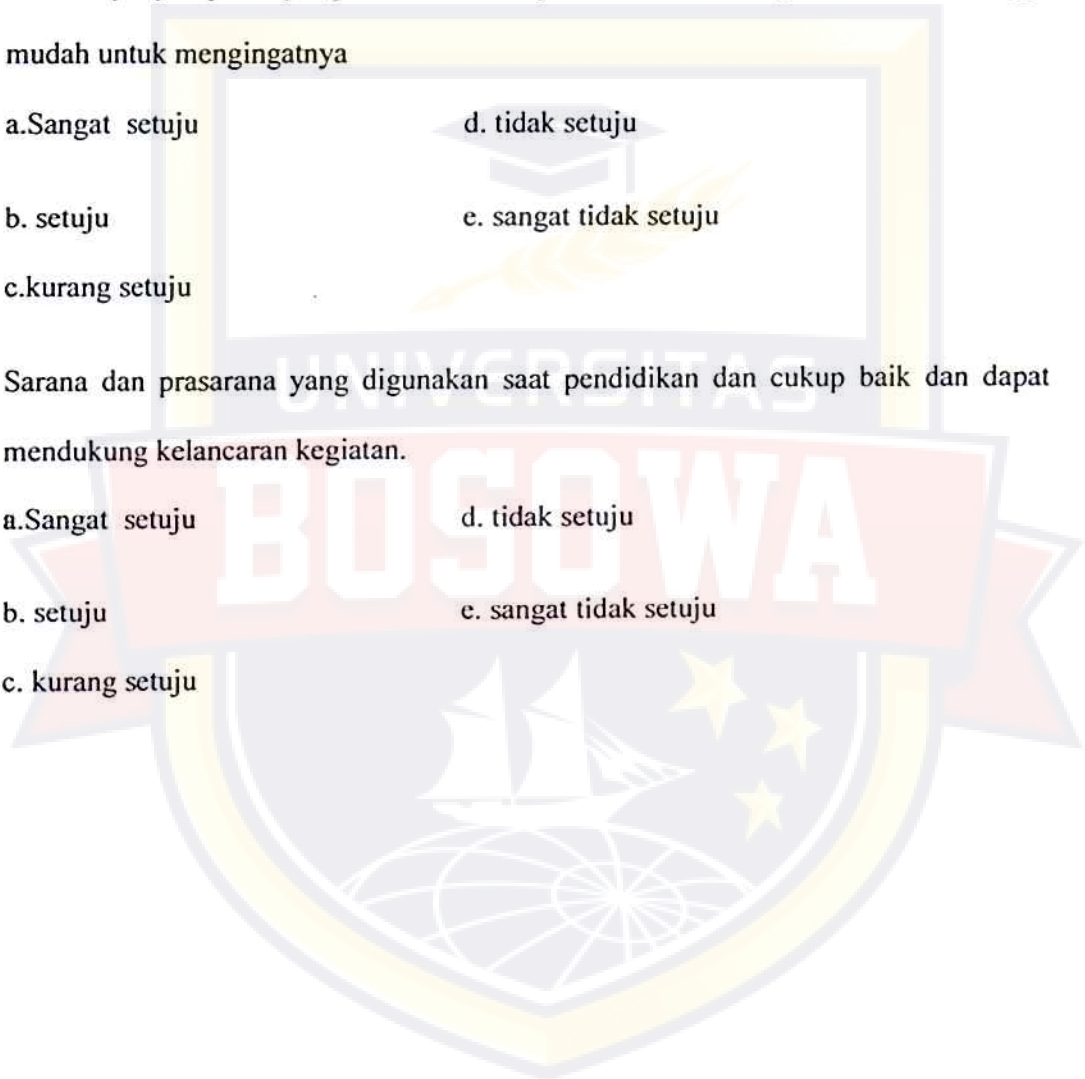 mudah untuk mengingatnya
a.Sangat setuju d. tidak setuju
b. setuju e. sangat tidak setuju
c.kurang setuju
UNIVERSITAS
Sarana dan prasarana yang digunakan saat pendidikan dan cukup baik dan dapat
mendukung kelancaran kegiatan.
BOSOWA
a.Sangat setuju d. tidak setuju
b. setuju e. sangat tidak setuju
c. kurang setuju